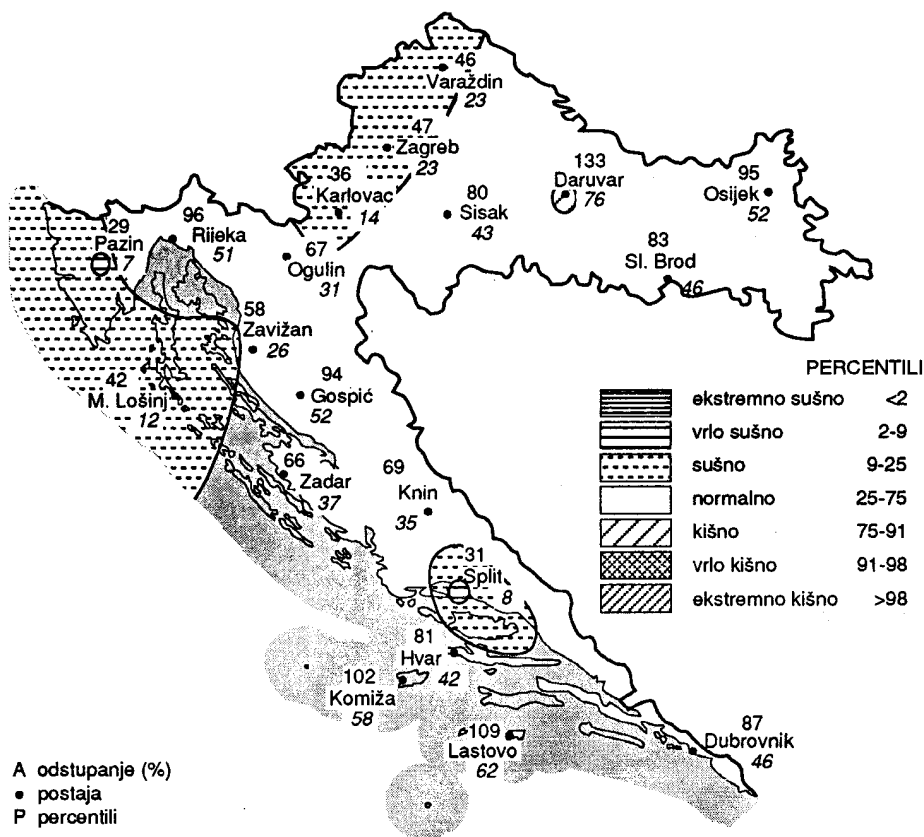 46
Varaždin
23
47
Zagreb
23
36
Karlovac
14
133
Daruvar
76
95
Osijek
52
80
Sisak
43
29
Pazin
7
96
Rijeka
51
67
Ogulin
31
83
Sl. Brod
46
58
Zavižan
26
42
M. Lošinj
12
94
Gospić
52
66
Zadar
37
69
Knin
35
31
Split
8
81
Hvar
42
102
Komiža
58
109
Lastovo
62
87
Dubrovnik
46
PERCENTILI
ekstremno sušno <2
vrlo sušno 2-9
sušno 9-25
normalno 25-75
kišno 75-91
vrlo kišno 91-98
ekstremno kišno >98
A odstupanje (%)
• postaja
P percentili